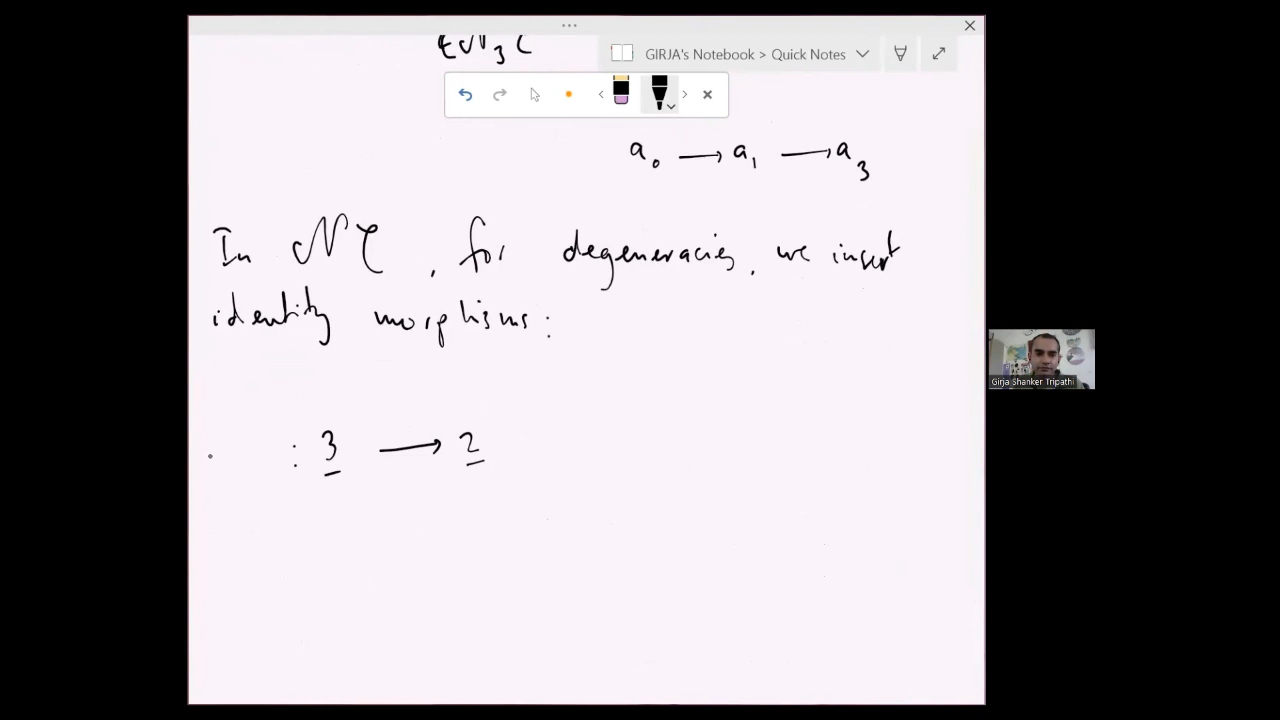 ∈ 𝒩₃ C
GIRJA's Notebook > Quick Notes
a₀ ⟶ a₁ ⟶ a₃
In 𝒩𝒞, for degeneracies, we insert
identity morphisms:
Girja Shanker Tripathi
: 3 ⟶ 2